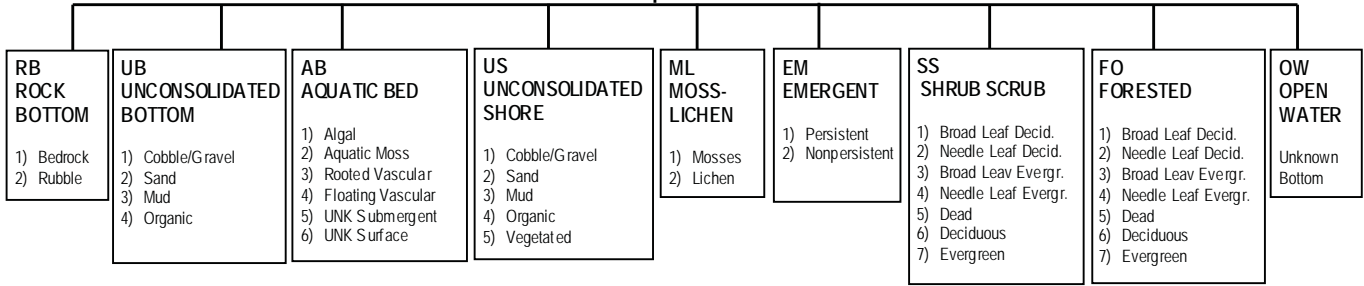 RB
ROCK
BOTTOM
1) Bedrock
2) Rubble
UB
UNCONSOLIDATED
BOTTOM
1) Cobble/Gravel
2) Sand
3) Mud
4) Organic
AB
AQUATIC BED
1) Algal
2) Aquatic Moss
3) Rooted Vascular
4) Floating Vascular
5) UNK Submergent
6) UNK Surface
US
UNCONSOLIDATED
SHORE
1) Cobble/Gravel
2) Sand
3) Mud
4) Organic
5) Vegetated
ML
MOSS-
LICHEN
1) Mosses
2) Lichen
EM
EMERGENT
1) Persistent
2) Nonpersistent
SS
SHRUB SCRUB
1) Broad Leaf Decid.
2) Needle Leaf Decid.
3) Broad Leav Evergr.
4) Needle Leaf Evergr.
5) Dead
6) Deciduous
7) Evergreen
FO
FORESTED
1) Broad Leaf Decid.
2) Needle Leaf Decid.
3) Broad Leav Evergr.
4) Needle Leaf Evergr.
5) Dead
6) Deciduous
7) Evergreen
OW
OPEN
WATER
Unknown
Bottom